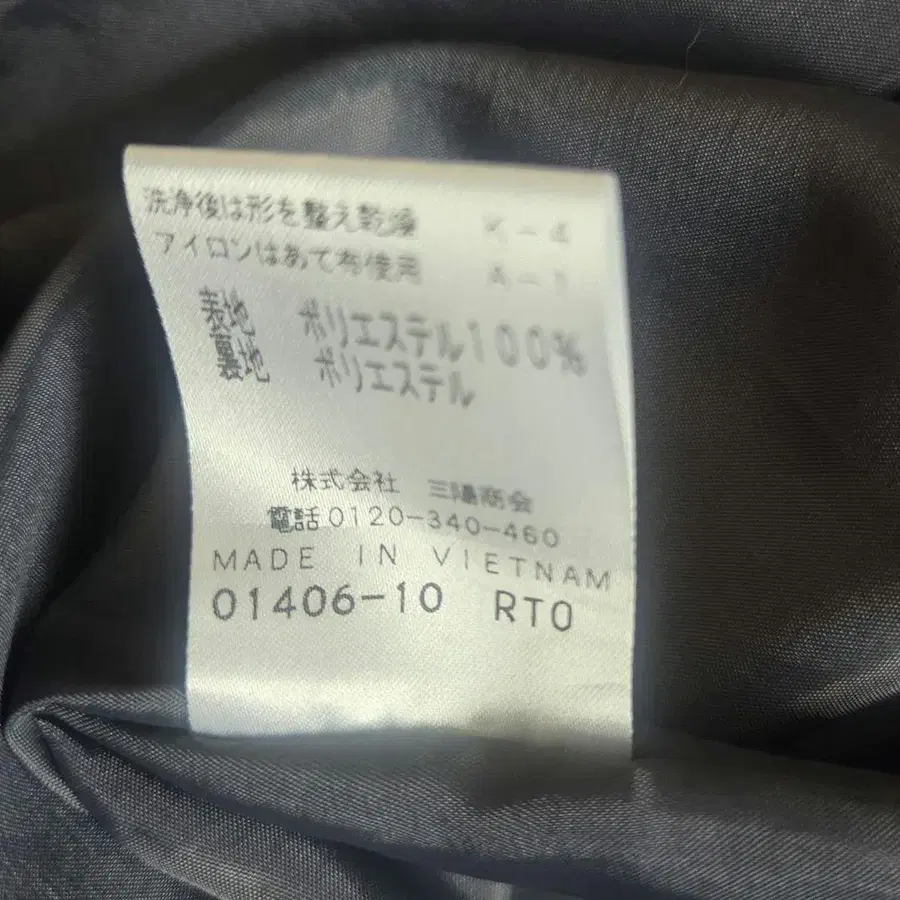 洗浄後は形を整え乾燥 K-4
アイロンはあて布使用 A-1
表地 ポリエステル100%
裏地 ポリエステル
株式会社 三陽商会
電話0120-340-460
MADE IN VIETNAM
01406-10 RT0